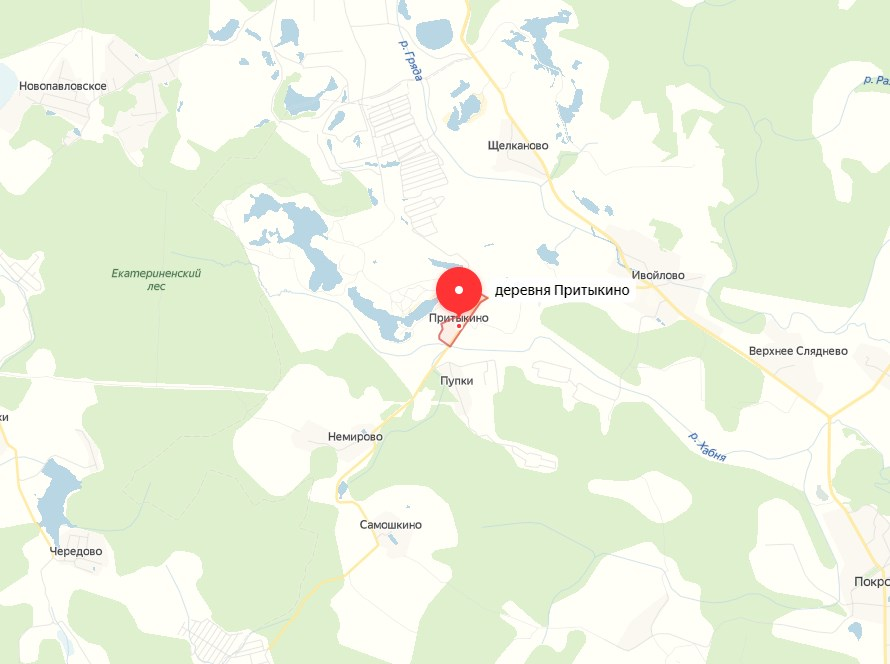 р. Гряда
Новопавловское
р. Ра
Щелканово
Екатериненский
лес
Ивойлово
деревня Притыкино
Притыкино
Верхнее Сляднево
Пупки
ки
Немирово
р. Хабня
Самошкино
Чередово
Покро